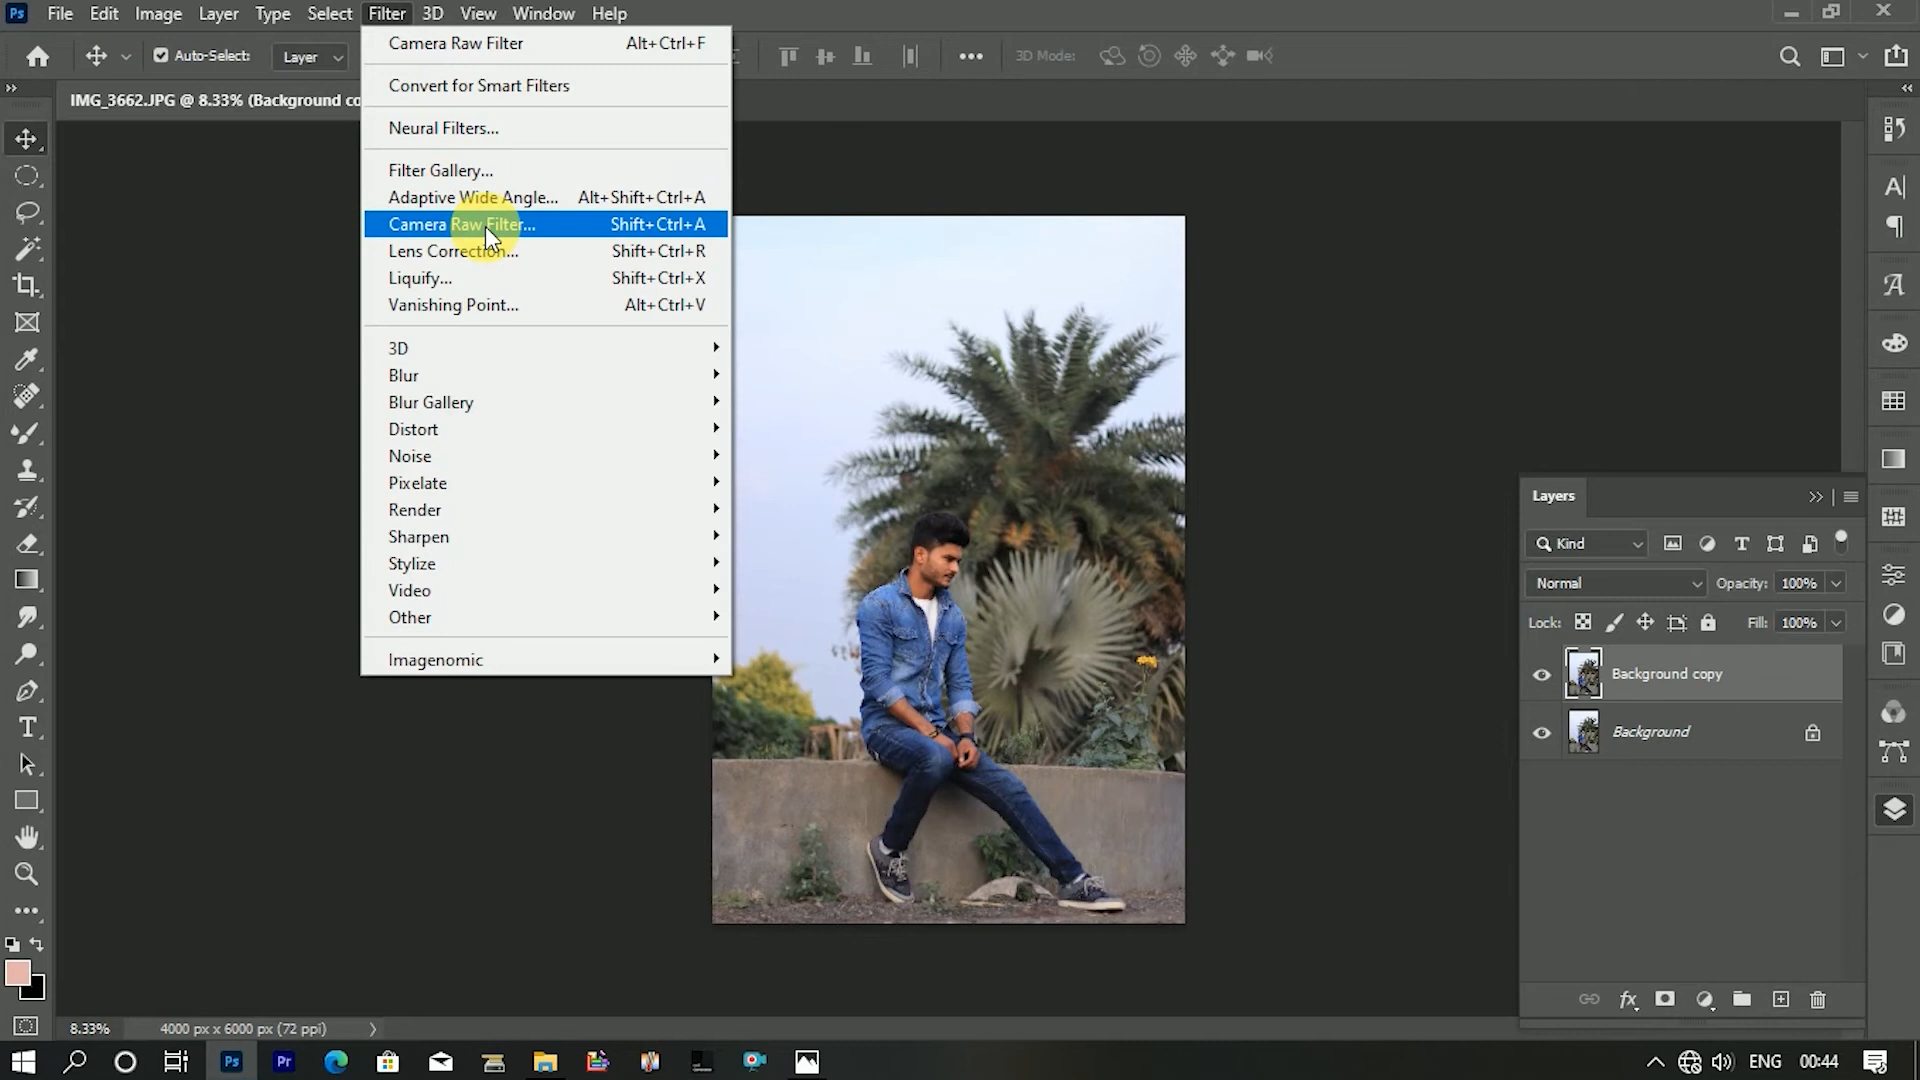 Ps File Edit Image Layer Type Select Filter 3D View Window Help
Auto-Select: Layer 3D Mode:
IMG_3662.JPG @ 8.33% (Background co
Camera Raw Filter Alt+Ctrl+F
Convert for Smart Filters
Neural Filters...
Filter Gallery...
Adaptive Wide Angle... Alt+Shift+Ctrl+A
Camera Raw Filter... Shift+Ctrl+A
Lens Correction... Shift+Ctrl+R
Liquify... Shift+Ctrl+X
Vanishing Point... Alt+Ctrl+V
3D
Blur
Blur Gallery
Distort
Noise
Pixelate
Render
Sharpen
Stylize
Video
Other
Imagenomic
Layers
Kind
Normal Opacity: 100%
Lock: Fill: 100%
Background copy
Background
8.33% 4000 px x 6000 px (72 ppi)
Ps Pr ENG 00:44